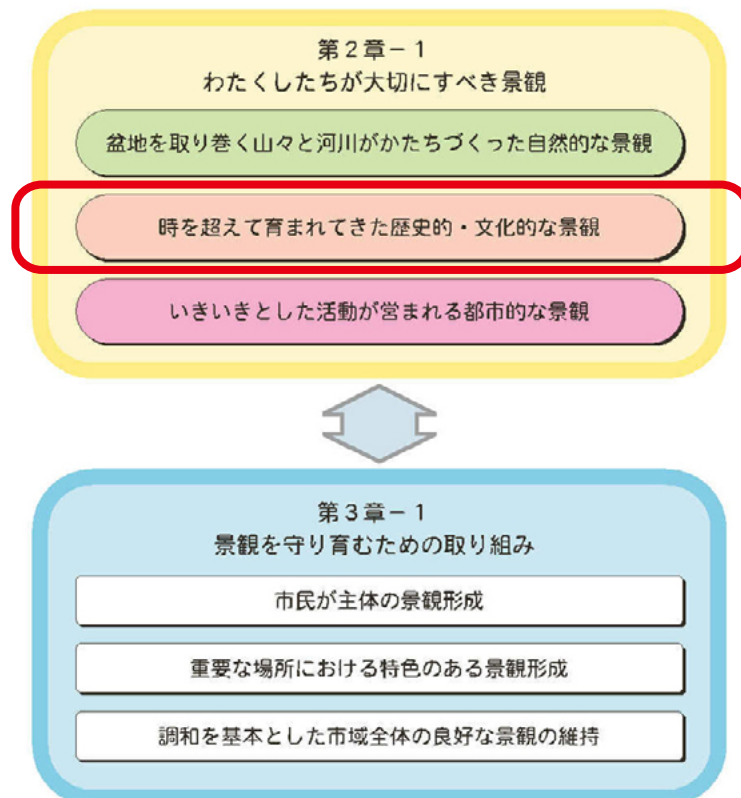 第2章－1
わたくしたちが大切にすべき景観
盆地を取り巻く山々と河川がかたちづくった自然的な景観
時を超えて育まれてきた歴史的・文化的な景観
いきいきとした活動が営まれる都市的な景観
第3章－1
景観を守り育むための取り組み
市民が主体の景観形成
重要な場所における特色のある景観形成
調和を基本とした市域全体の良好な景観の維持